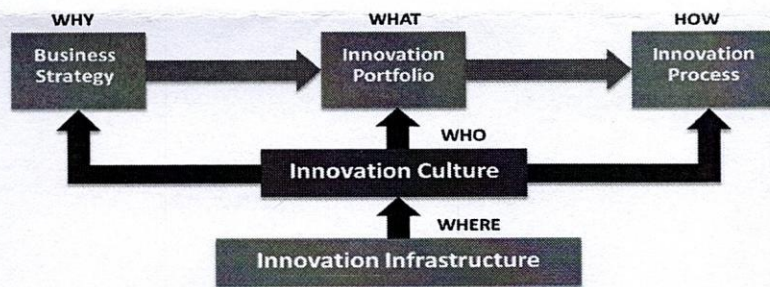 WHY
WHAT
HOW
Business
Strategy
Innovation
Portfolio
Innovation
Process
WHO
Innovation Culture
WHERE
Innovation Infrastructure